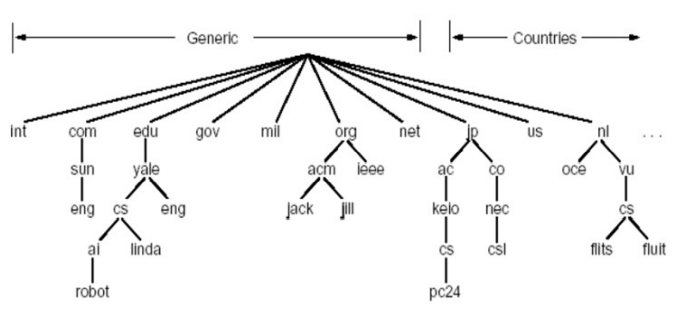 Generic Countries
int com edu gov mil org net jp us nl ...
sun yale acm ieee ac co oce vu
eng cs eng jack jill keio nec cs
ai linda cs csl flits fluit
robot pc24